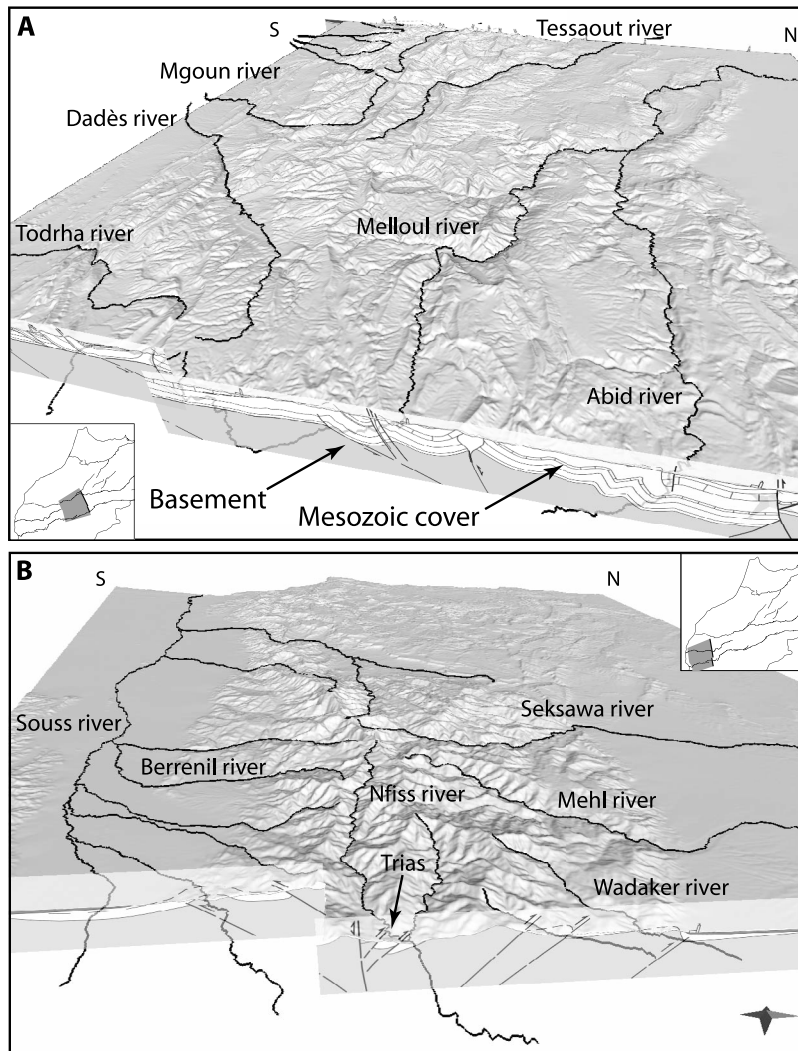 A
S
Tessaout river
N
Mgoun river
Dadès river
Todrha river
Melloul river
Abid river
Basement
Mesozoic cover
B
S
N
Souss river
Seksawa river
Berrenil river
Nfiss river
Mehl river
Trias
Wadaker river